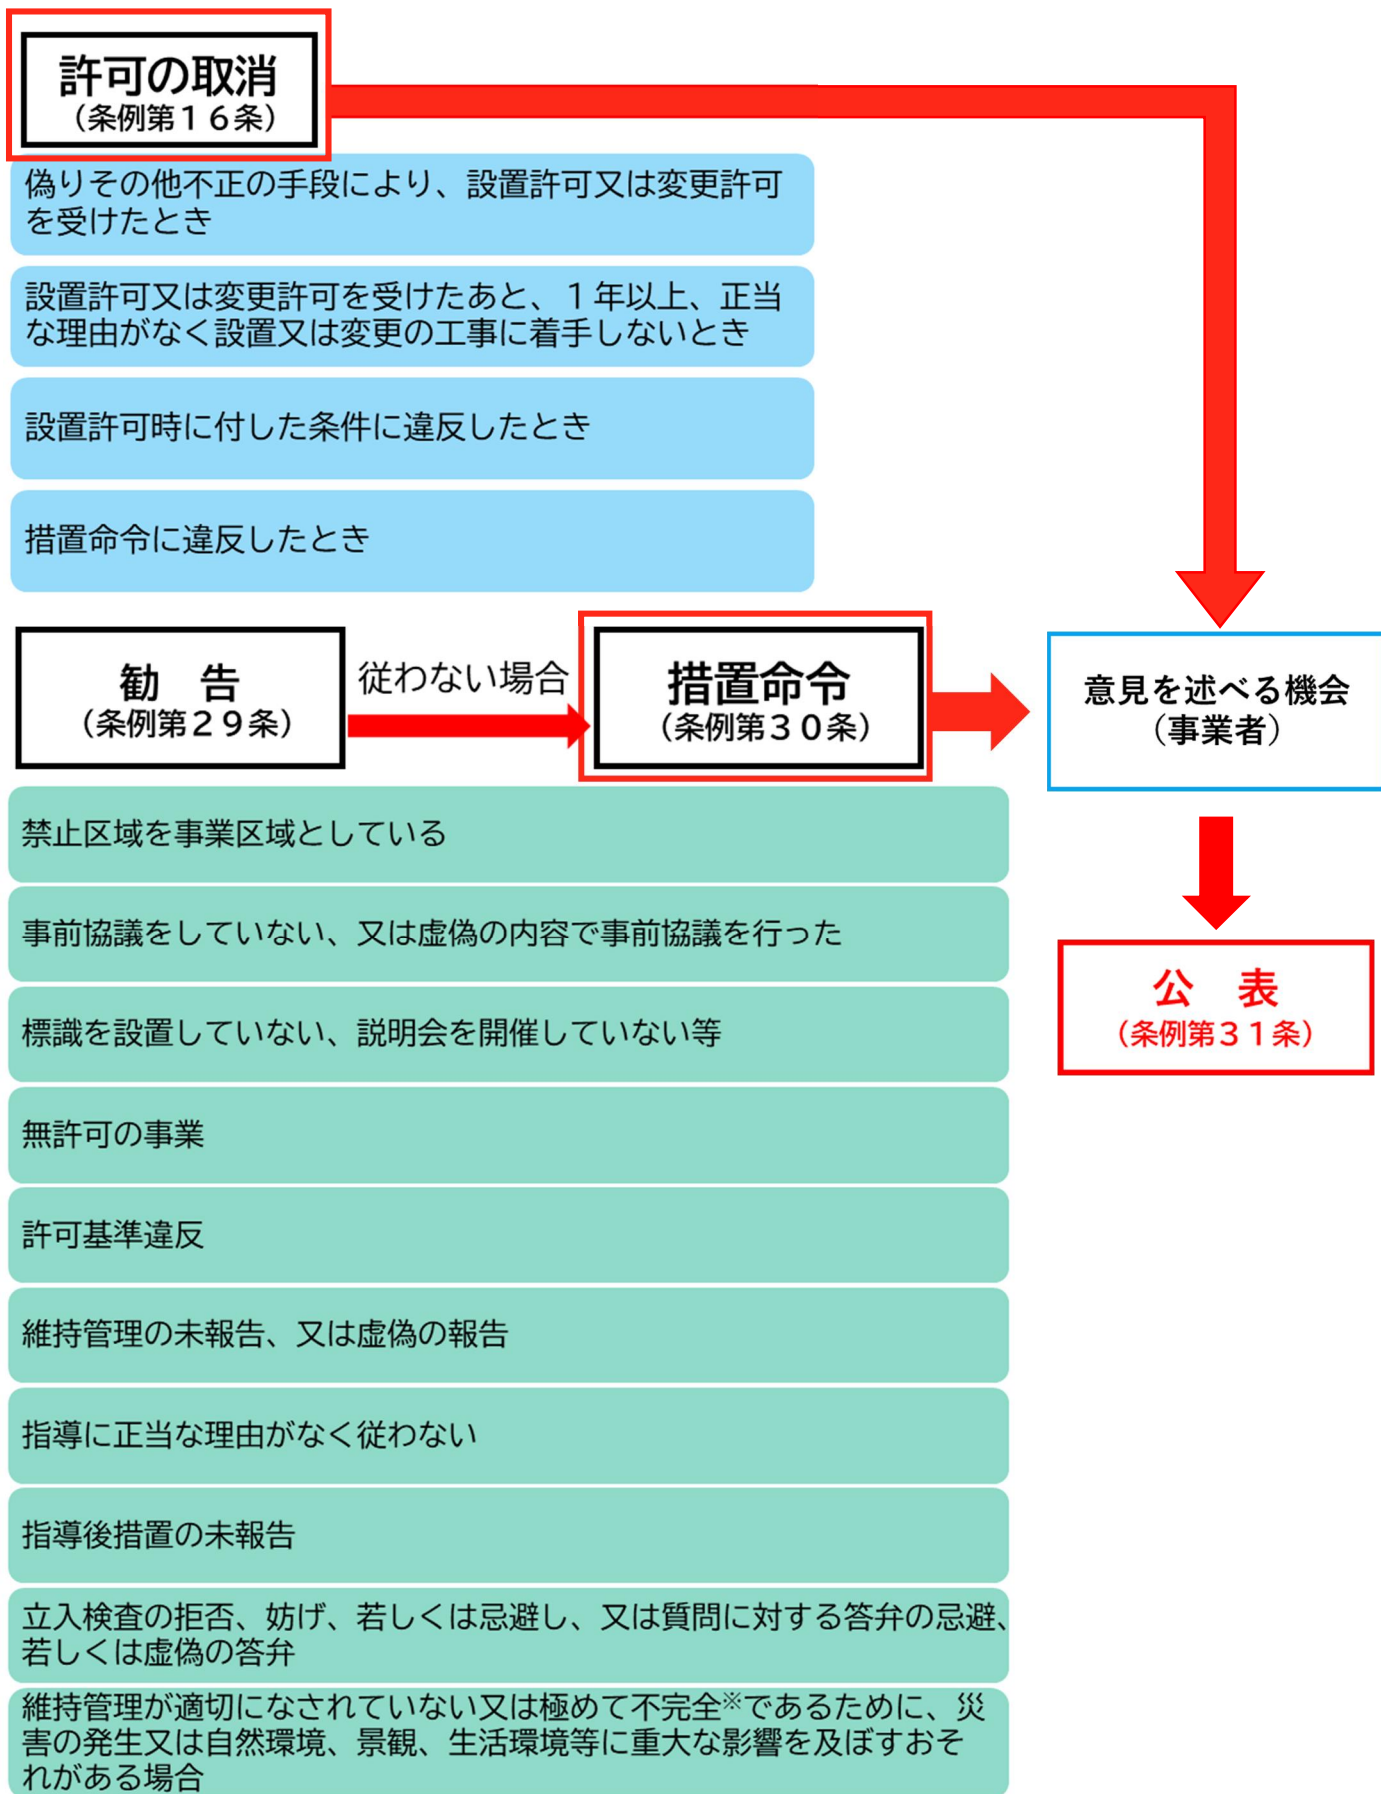 許可の取消
（条例第１６条）
偽りその他不正の手段により、設置許可又は変更許可
を受けたとき
設置許可又は変更許可を受けたあと、１年以上、正当
な理由がなく設置又は変更の工事に着手しないとき
設置許可時に付した条件に違反したとき
措置命令に違反したとき
勧　告
（条例第２９条）
従わない場合
措置命令
（条例第３０条）
意見を述べる機会
（事業者）
公　表
（条例第３１条）
禁止区域を事業区域としている
事前協議をしていない、又は虚偽の内容で事前協議を行った
標識を設置していない、説明会を開催していない等
無許可の事業
許可基準違反
維持管理の未報告、又は虚偽の報告
指導に正当な理由がなく従わない
指導後措置の未報告
立入検査の拒否、妨げ、若しくは忌避し、又は質問に対する答弁の忌避、
若しくは虚偽の答弁
維持管理が適切になされていない又は極めて不完全※であるために、災
害の発生又は自然環境、景観、生活環境等に重大な影響を及ぼすおそ
れがある場合